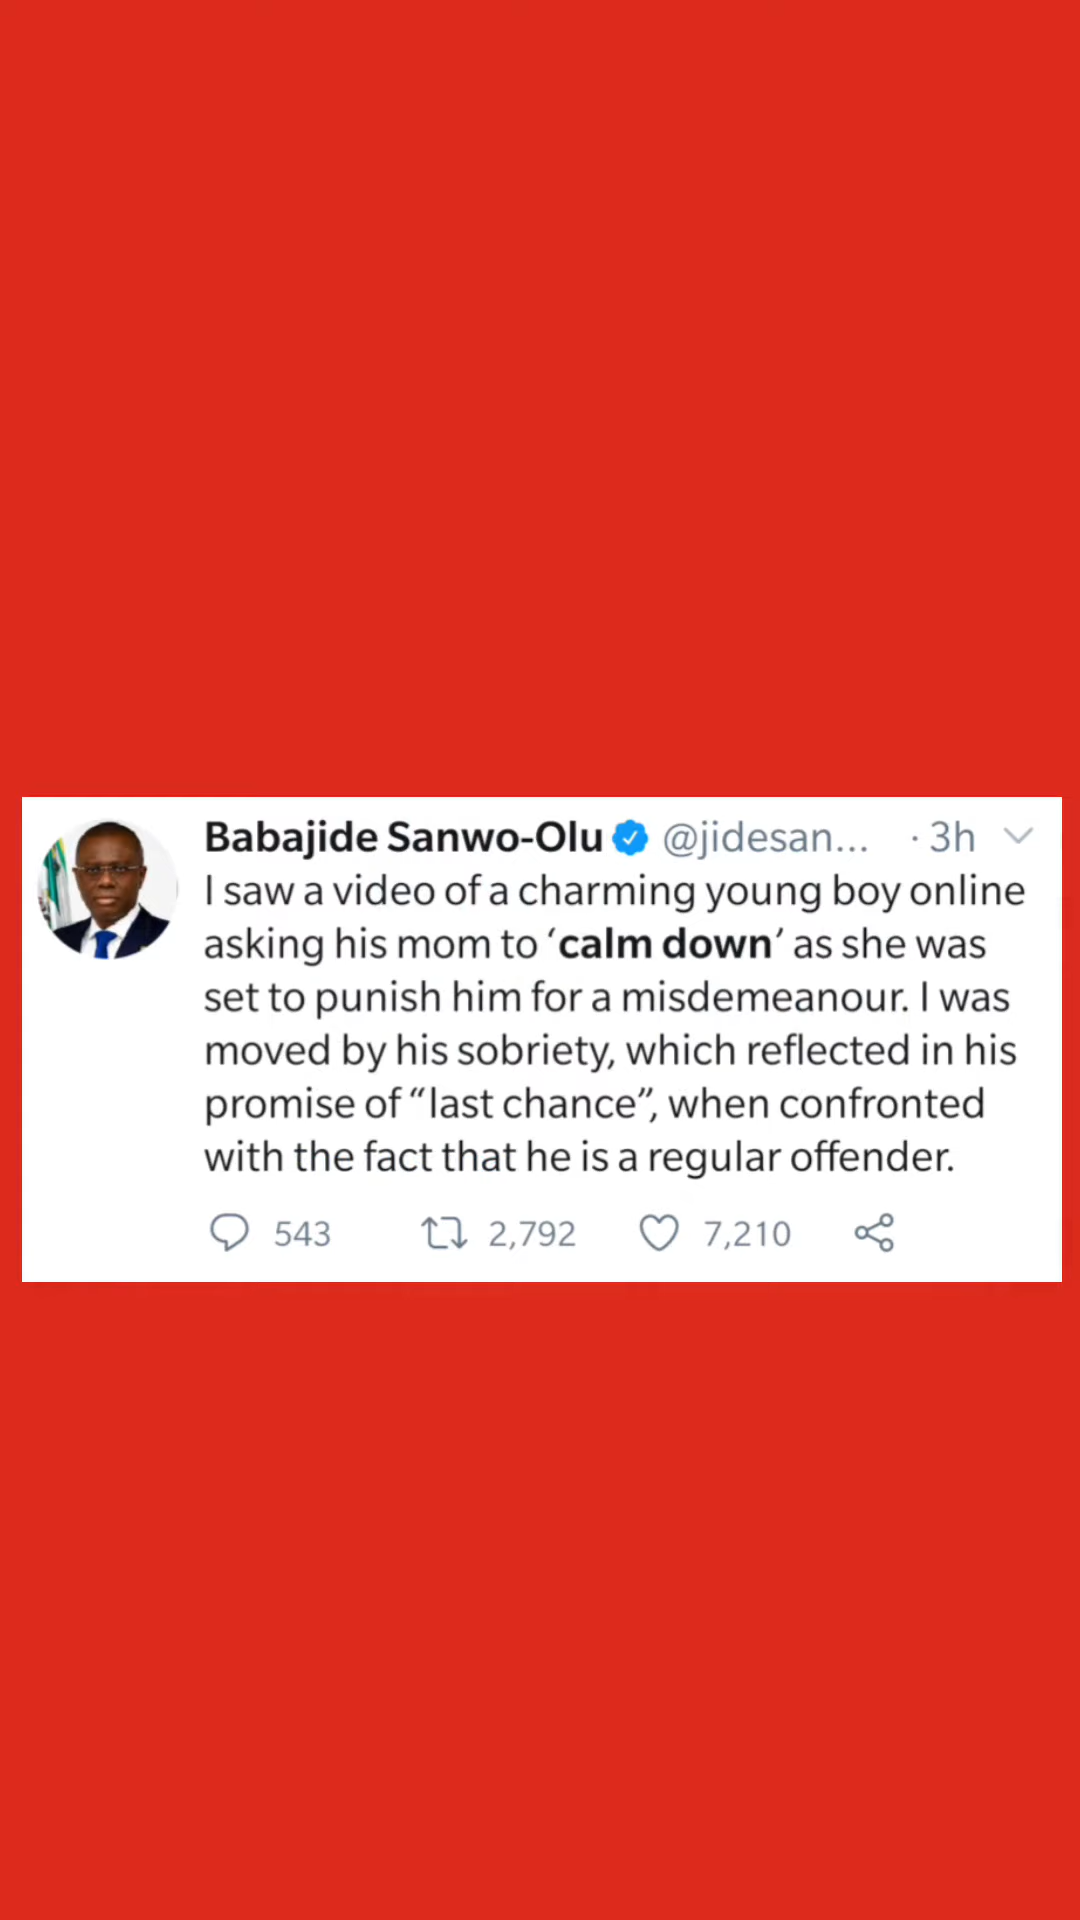 Babajide Sanwo-Olu @jidesan... · 3h
I saw a video of a charming young boy online
asking his mom to ‘calm down’ as she was
set to punish him for a misdemeanour. I was
moved by his sobriety, which reflected in his
promise of “last chance”, when confronted
with the fact that he is a regular offender.
543 2,792 7,210